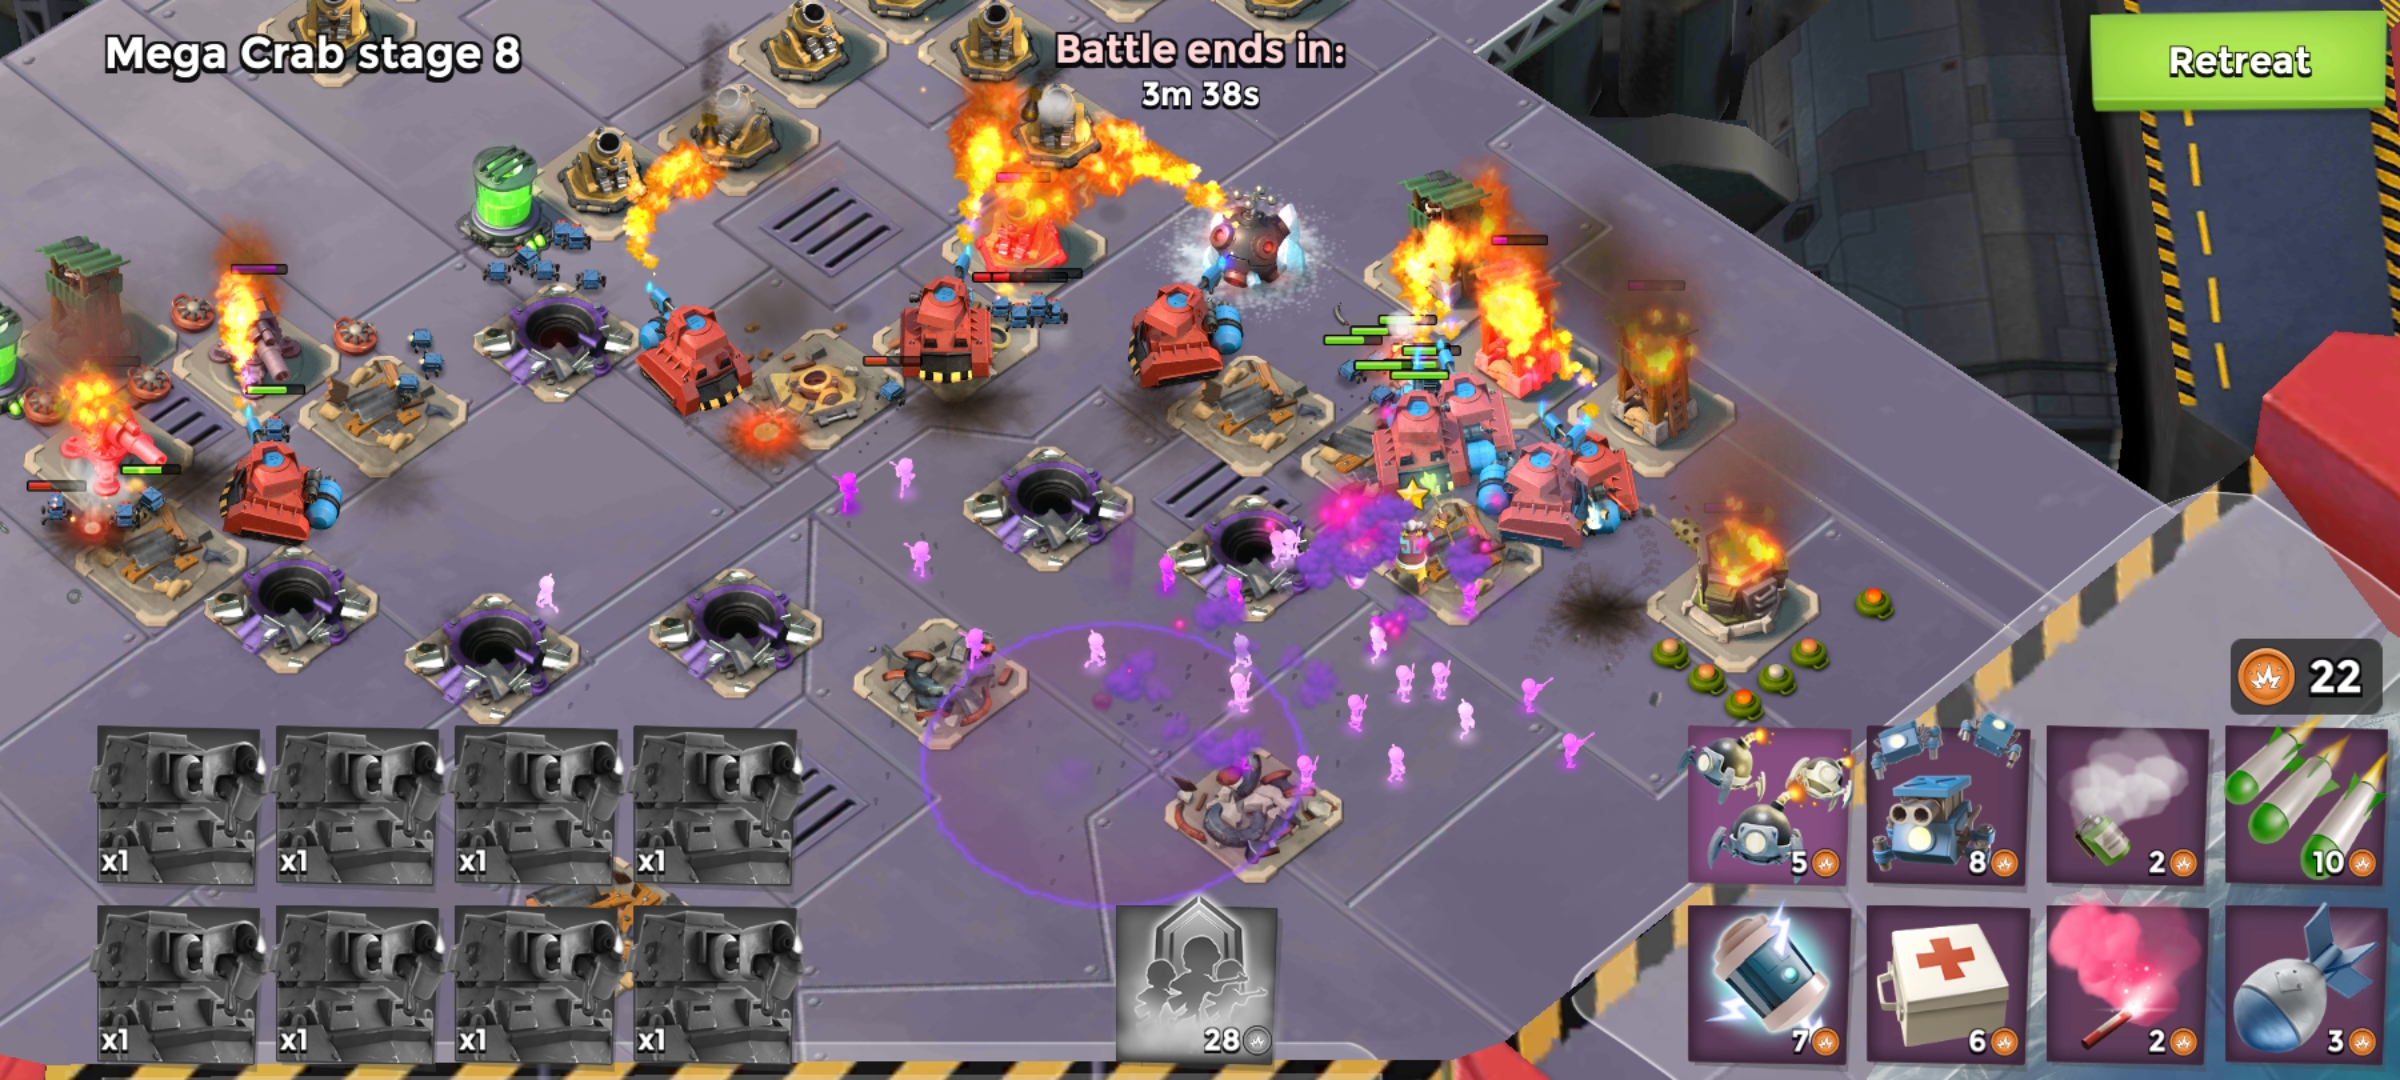 Mega Crab stage 8
Battle ends in:
3m 38s
Retreat
22
x1
x1
x1
x1
5
8
2
10
x1
x1
x1
x1
28
7
6
2
3